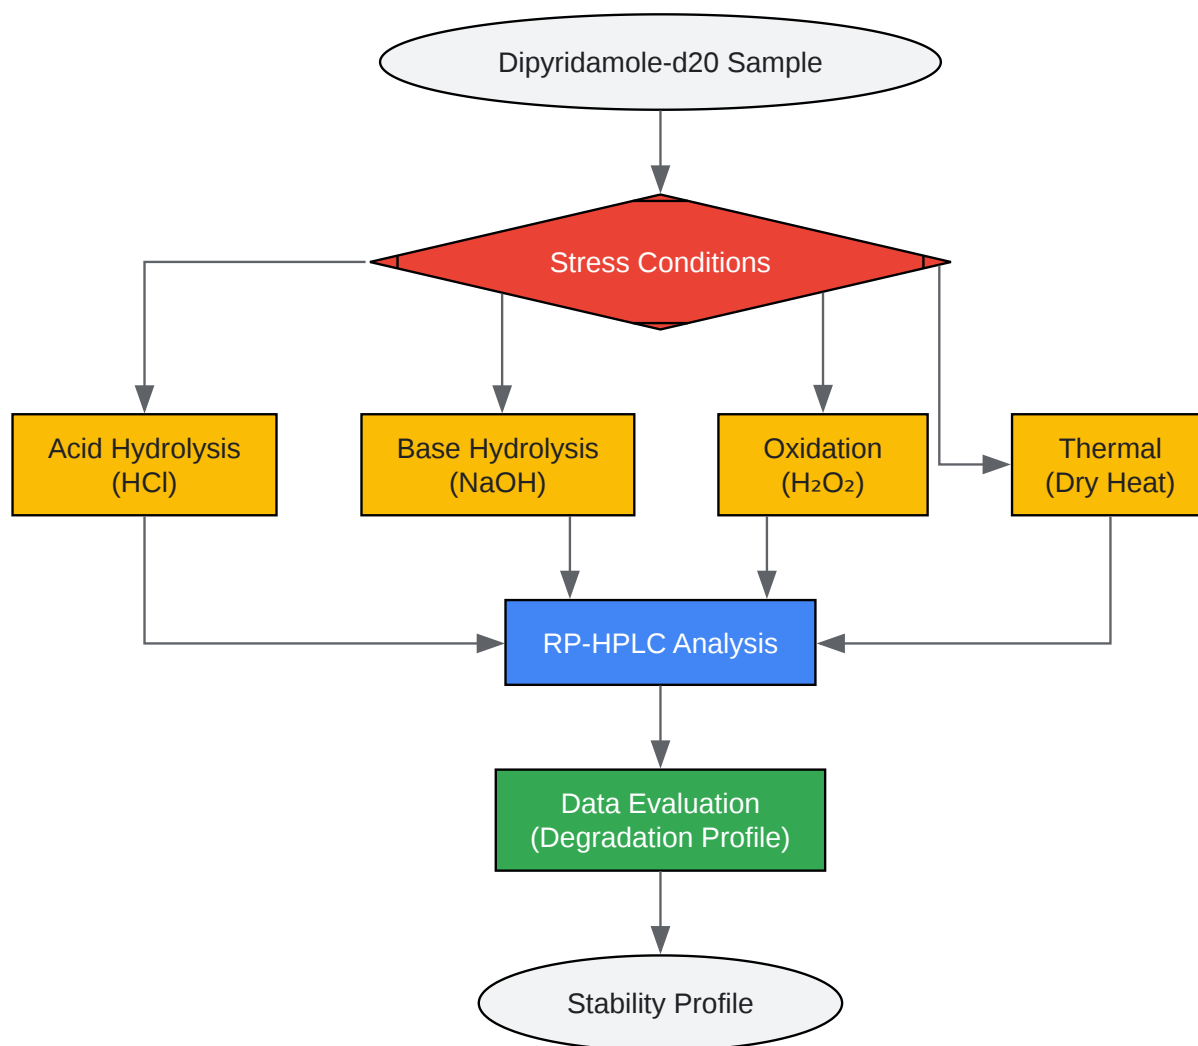 Dipyridamole-d20 Sample
Stress Conditions
Acid Hydrolysis
(HCl)
Base Hydrolysis
(NaOH)
Oxidation
(H₂O₂)
Thermal
(Dry Heat)
RP-HPLC Analysis
Data Evaluation
(Degradation Profile)
Stability Profile